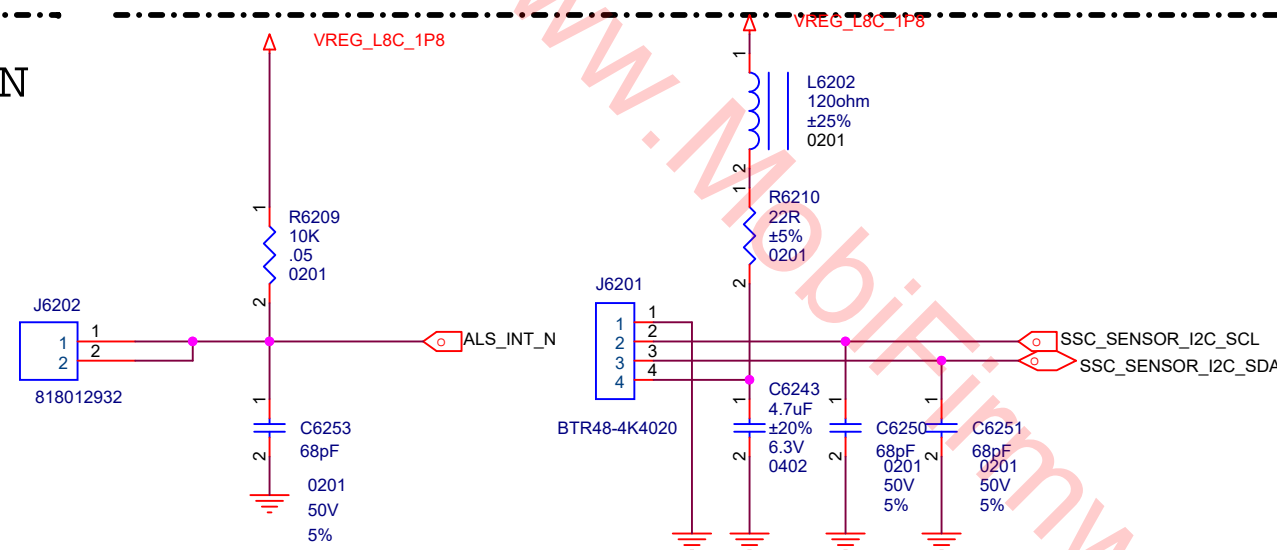 N
VREG_L8C_1P8
1
R6209
10K
.05
0201
2
J6202
1
2
1
2
818012932
ALS_INT_N
1
C6253
68pF
2
0201
50V
5%
VREG_L8C_1P8
1
L6202
120ohm
±25%
0201
2
1
R6210
22R
±5%
0201
2
J6201
1
2
3
4
1
2
3
4
BTR48-4K4020
SSC_SENSOR_I2C_SCL
SSC_SENSOR_I2C_SDA
1
C6243
4.7uF
±20%
6.3V
0402
2
1
C6250
68pF
0201
50V
5%
2
1
C6251
68pF
0201
50V
5%
2
www.MobiFirmw